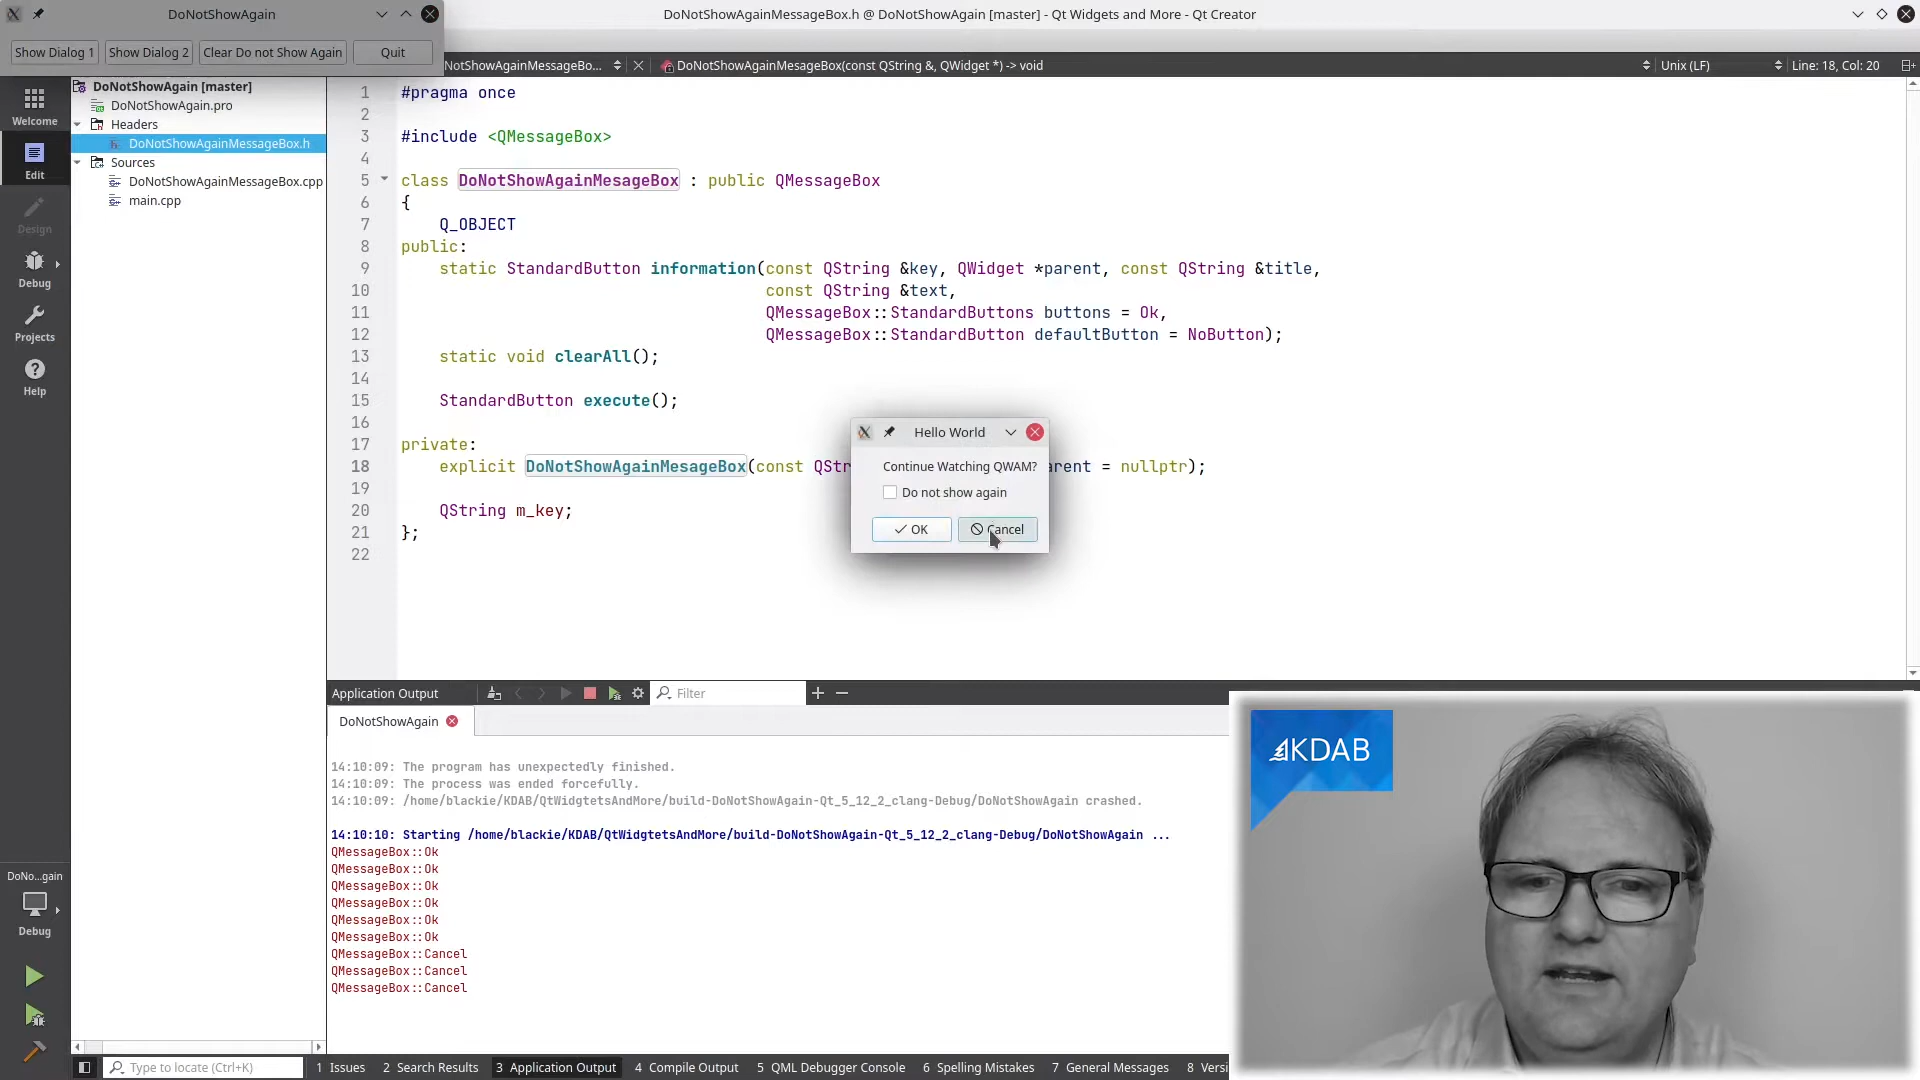 DoNotShowAgain
DoNotShowAgainMessageBox.h @ DoNotShowAgain [master] - Qt Widgets and More - Qt Creator
Show Dialog 1 Show Dialog 2 Clear Do not Show Again Quit
NotShowAgainMessageBo... DoNotShowAgainMesageBox(const QString &, QWidget *) -> void Unix (LF) Line: 18, Col: 20
Welcome
Edit
Design
Debug
Projects
Help
DoNo...gain
Debug
DoNotShowAgain [master]
DoNotShowAgain.pro
Headers
DoNotShowAgainMessageBox.h
Sources
DoNotShowAgainMessageBox.cpp
main.cpp
1 #pragma once
2
3 #include <QMessageBox>
4
5 class DoNotShowAgainMesageBox : public QMessageBox
6 {
7 Q_OBJECT
8 public:
9 static StandardButton information(const QString &key, QWidget *parent, const QString &title,
10 const QString &text,
11 QMessageBox::StandardButtons buttons = Ok,
12 QMessageBox::StandardButton defaultButton = NoButton);
13 static void clearAll();
14
15 StandardButton execute();
16
17 private:
18 explicit DoNotShowAgainMesageBox(const QStr arent = nullptr);
19
20 QString m_key;
21 };
22
Hello World
Continue Watching QWAM?
Do not show again
OK Cancel
Application Output Filter
DoNotShowAgain
14:10:09: The program has unexpectedly finished.
14:10:09: The process was ended forcefully.
14:10:09: /home/blackie/KDAB/QtWidgtetsAndMore/build-DoNotShowAgain-Qt_5_12_2_clang-Debug/DoNotShowAgain crashed.
14:10:10: Starting /home/blackie/KDAB/QtWidgtetsAndMore/build-DoNotShowAgain-Qt_5_12_2_clang-Debug/DoNotShowAgain ...
QMessageBox::Ok
QMessageBox::Ok
QMessageBox::Ok
QMessageBox::Ok
QMessageBox::Ok
QMessageBox::Ok
QMessageBox::Cancel
QMessageBox::Cancel
QMessageBox::Cancel
KDAB
Type to locate (Ctrl+K) 1 Issues 2 Search Results 3 Application Output 4 Compile Output 5 QML Debugger Console 6 Spelling Mistakes 7 General Messages 8 Versi